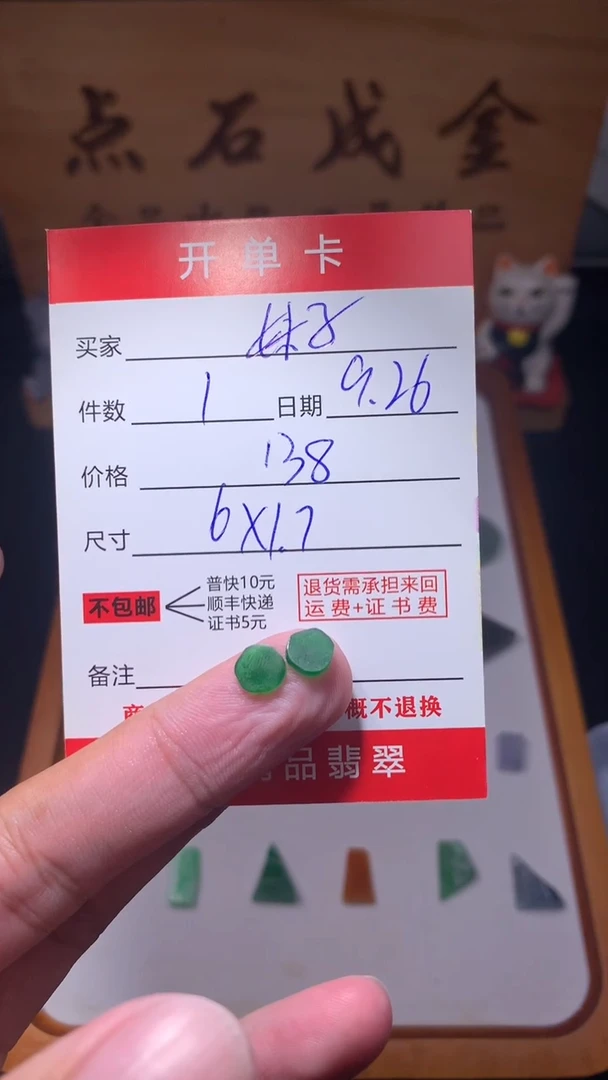 点石成金
开单卡
买家 妹子
件数 1 日期 9.26
价格 138
尺寸 6X1.7
不包邮
普快10元
顺丰快递
证书5元
退货需承担来回
运费+证书费
备注
概不退换
品翡翠